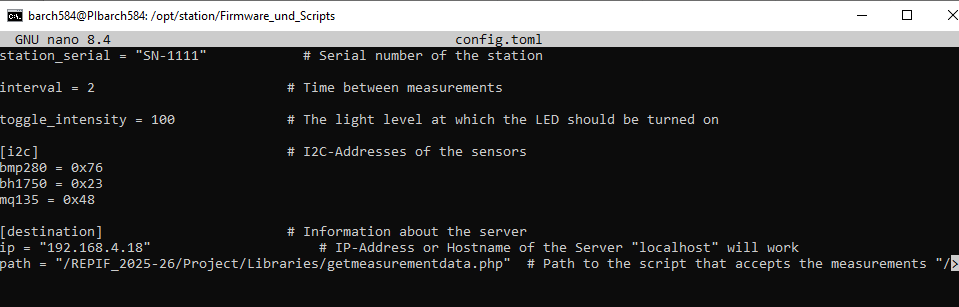 barch584@PIbarch584: /opt/station/Firmware_und_Scripts
GNU nano 8.4 config.toml
station_serial = "SN-1111" # Serial number of the station
interval = 2 # Time between measurements
toggle_intensity = 100 # The light level at which the LED should be turned on
[i2c] # I2C-Addresses of the sensors
bmp280 = 0x76
bh1750 = 0x23
mq135 = 0x48
[destination] # Information about the server
ip = "192.168.4.18" # IP-Address or Hostname of the Server "localhost" will work
path = "/REPIF_2025-26/Project/Libraries/getmeasurementdata.php" # Path to the script that accepts the measurements "/>